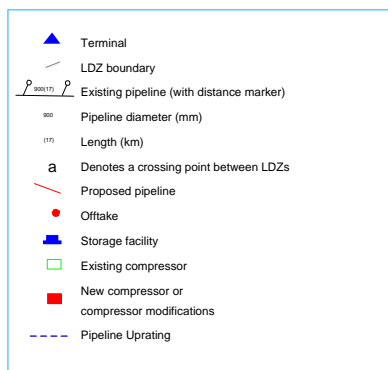 Terminal
LDZ boundary
900(17) Existing pipeline (with distance marker)
900 Pipeline diameter (mm)
(17) Length (km)
a Denotes a crossing point between LDZs
Proposed pipeline
Offtake
Storage facility
Existing compressor
New compressor or
compressor modifications
Pipeline Uprating